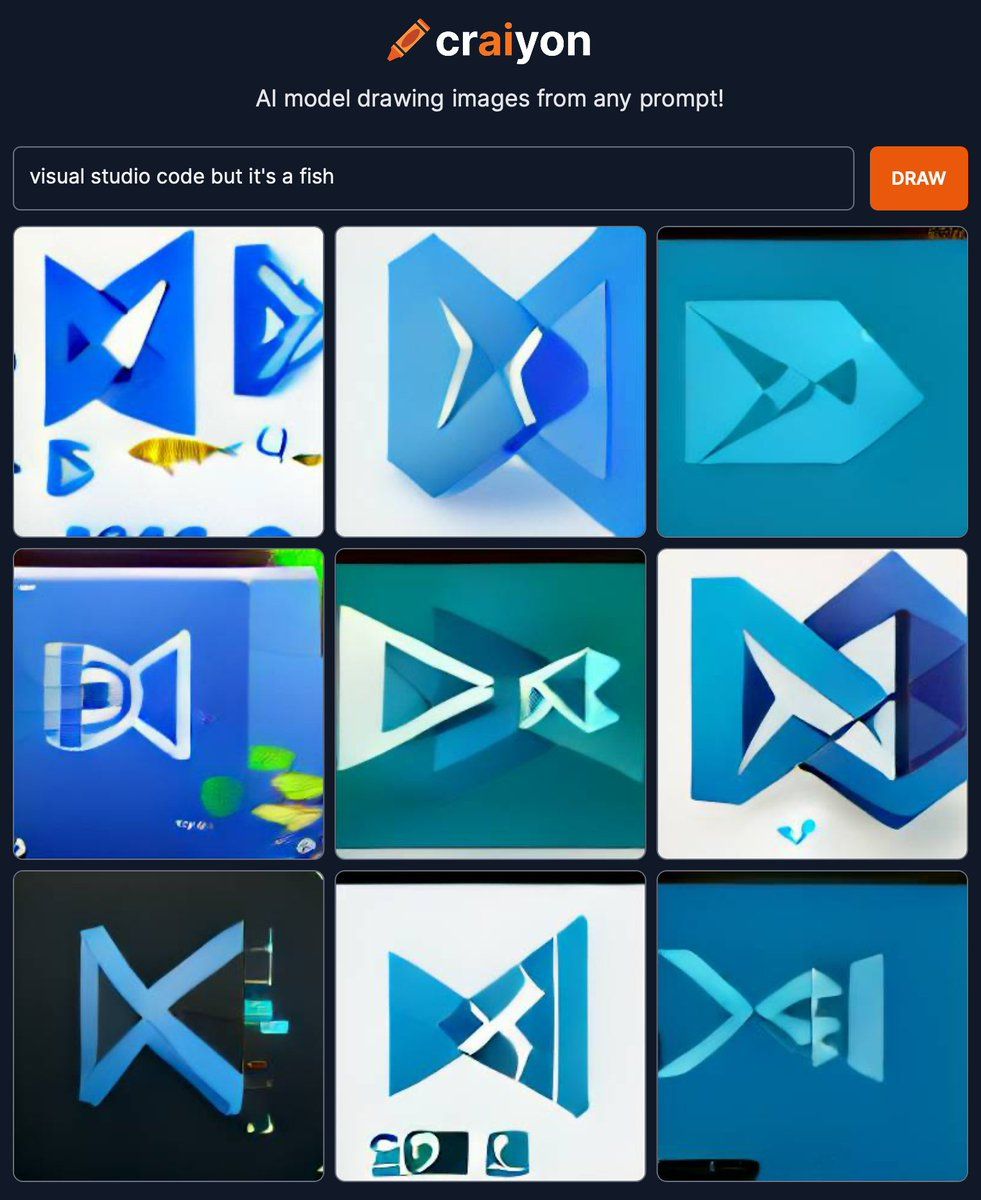 craiyon
AI model drawing images from any prompt!
visual studio code but it's a fish
DRAW